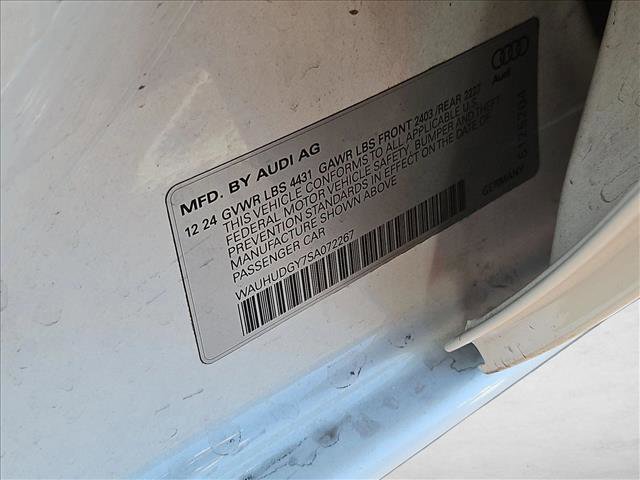 Audi
MFD. BY AUDI AG
12 24 GVWR LBS 4431 GAWR LBS FRONT 2403 /REAR 2227
THIS VEHICLE CONFORMS TO ALL APPLICABLE U.S.
FEDERAL MOTOR VEHICLE SAFETY, BUMPER AND THEFT
PREVENTION STANDARDS IN EFFECT ON THE DATE OF
MANUFACTURE SHOWN ABOVE
PASSENGER CAR
WAUHUDGY7SA072267
GERMANY